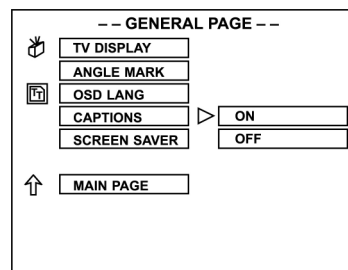 -- GENERAL PAGE --
TV DISPLAY
ANGLE MARK
OSD LANG
CAPTIONS
ON
SCREEN SAVER
OFF
MAIN PAGE